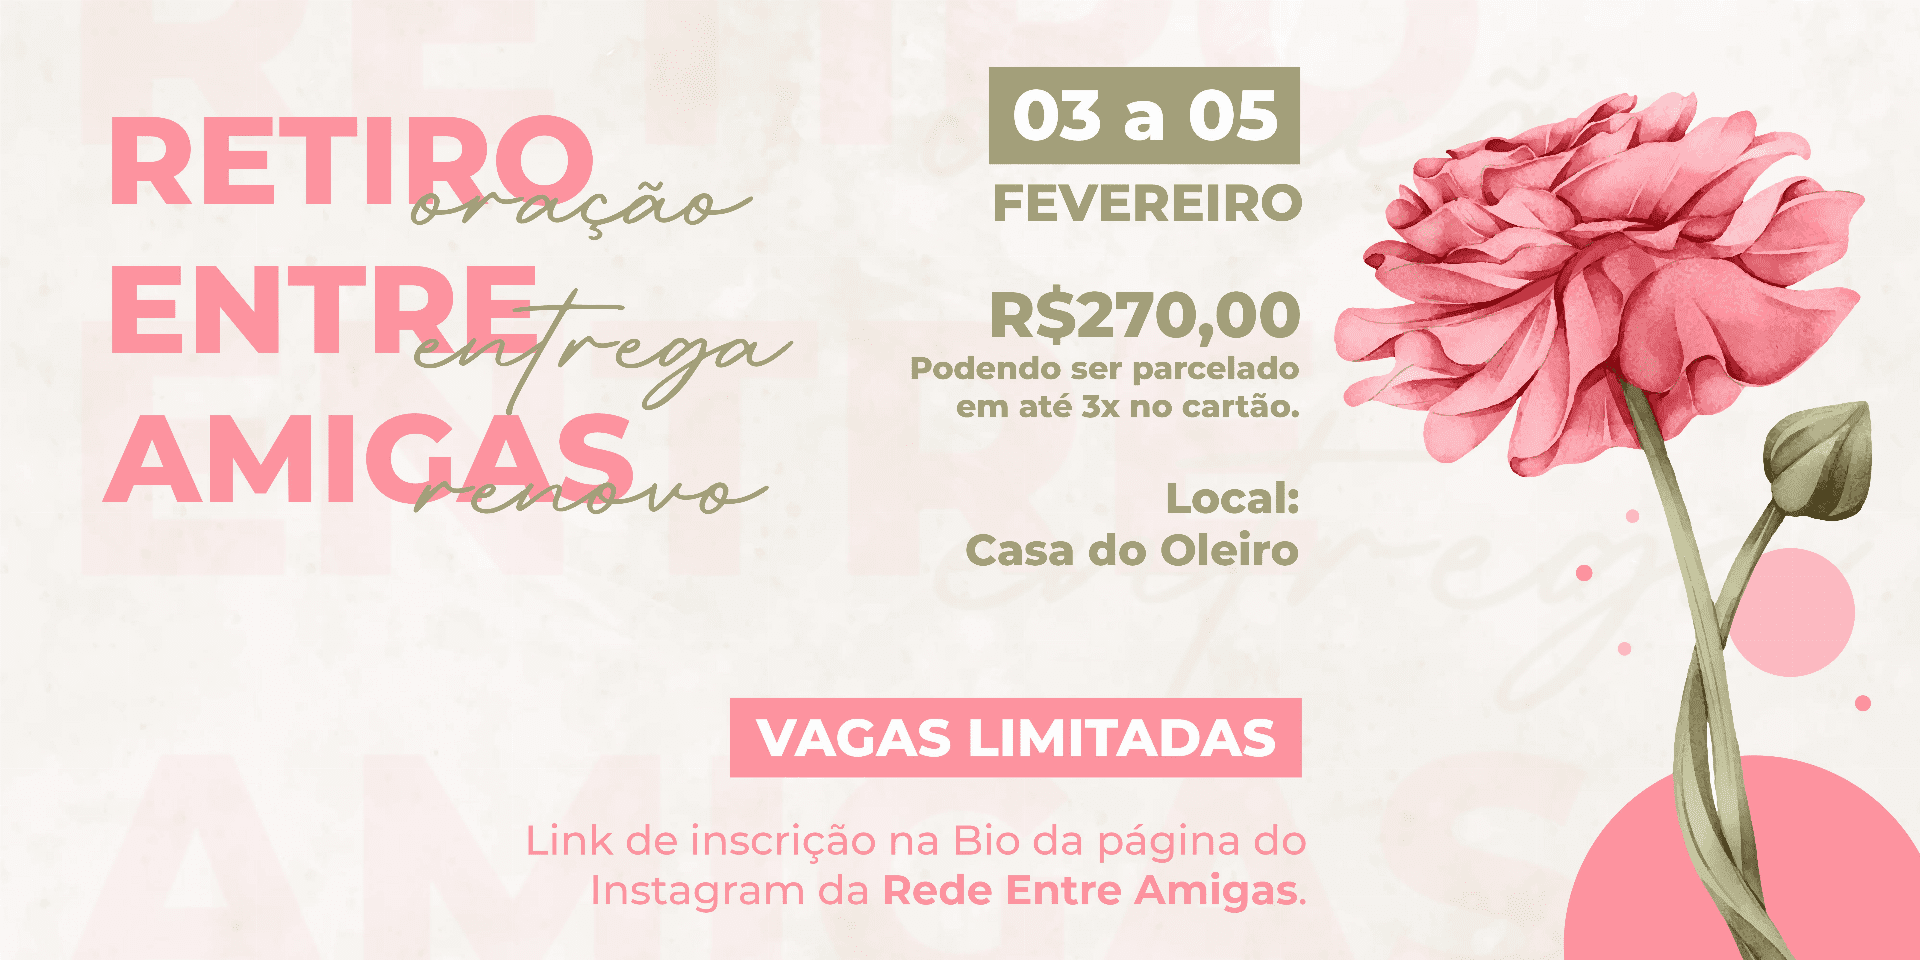 RETIRO
oração
ENTRE
entrega
AMIGAS
renovo
03 a 05
FEVEREIRO
R$270,00
Podendo ser parcelado
em até 3x no cartão.
Local:
Casa do Oleiro
VAGAS LIMITADAS
Link de inscrição na Bio da página do
Instagram da Rede Entre Amigas.